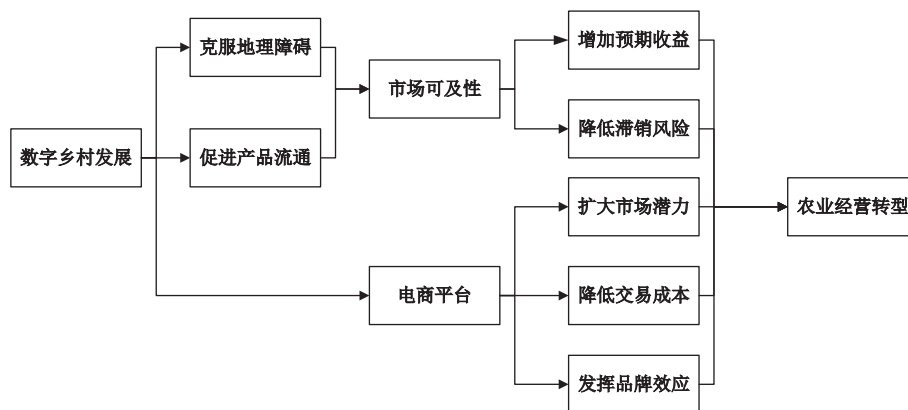 数字乡村发展
克服地理障碍
促进产品流通
市场可及性
电商平台
增加预期收益
降低滞销风险
扩大市场潜力
降低交易成本
发挥品牌效应
农业经营转型